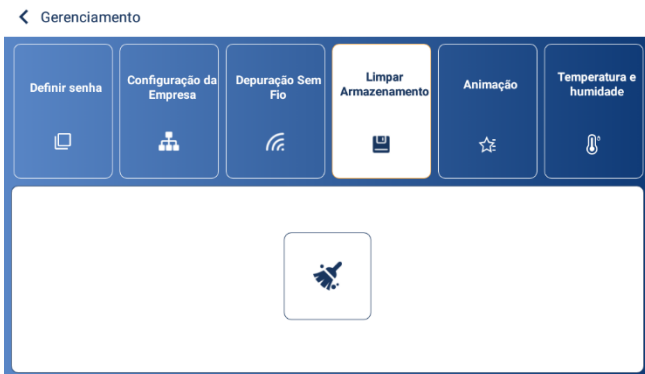 Gerenciamento
Definir senha
Configuração da
Empresa
Depuração Sem
Fio
Limpar
Armazenamento
Animação
Temperatura e
humidade